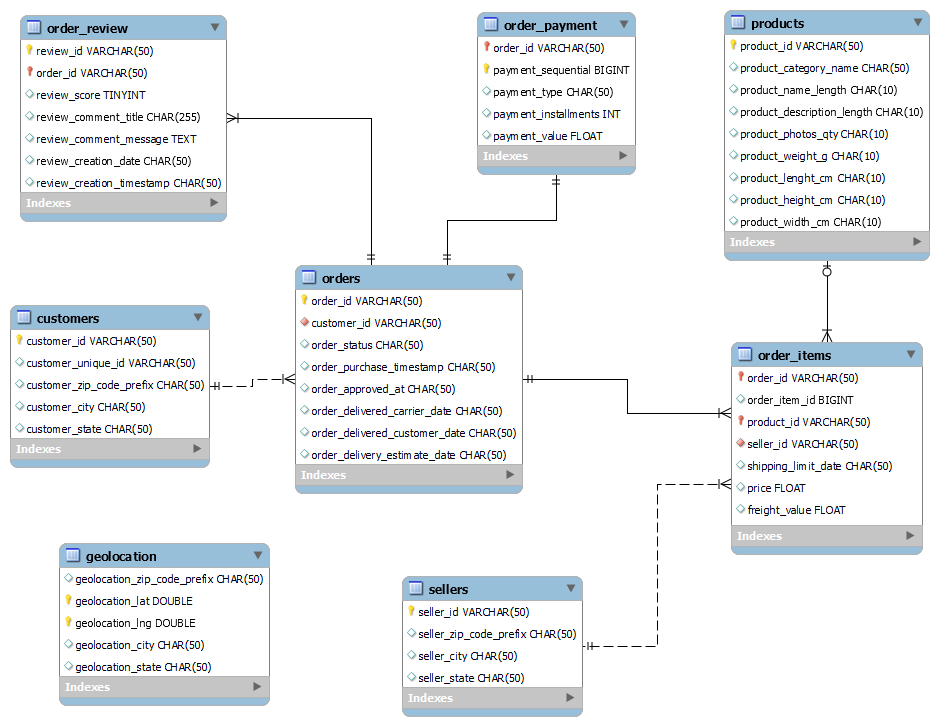 order_review
review_id VARCHAR(50)
order_id VARCHAR(50)
review_score TINYINT
review_comment_title CHAR(255)
review_comment_message TEXT
review_creation_date CHAR(50)
review_creation_timestamp CHAR(50)
Indexes
order_payment
order_id VARCHAR(50)
payment_sequential BIGINT
payment_type CHAR(50)
payment_installments INT
payment_value FLOAT
Indexes
products
product_id VARCHAR(50)
product_category_name CHAR(50)
product_name_length CHAR(10)
product_description_length CHAR(10)
product_photos_qty CHAR(10)
product_weight_g CHAR(10)
product_lenght_cm CHAR(10)
product_height_cm CHAR(10)
product_width_cm CHAR(10)
Indexes
customers
customer_id VARCHAR(50)
customer_unique_id VARCHAR(50)
customer_zip_code_prefix CHAR(50)
customer_city CHAR(50)
customer_state CHAR(50)
Indexes
orders
order_id VARCHAR(50)
customer_id VARCHAR(50)
order_status CHAR(50)
order_purchase_timestamp CHAR(50)
order_approved_at CHAR(50)
order_delivered_carrier_date CHAR(50)
order_delivered_customer_date CHAR(50)
order_delivery_estimate_date CHAR(50)
Indexes
order_items
order_id VARCHAR(50)
order_item_id BIGINT
product_id VARCHAR(50)
seller_id VARCHAR(50)
shipping_limit_date CHAR(50)
price FLOAT
freight_value FLOAT
Indexes
geolocation
geolocation_zip_code_prefix CHAR(50)
geolocation_lat DOUBLE
geolocation_lng DOUBLE
geolocation_city CHAR(50)
geolocation_state CHAR(50)
Indexes
sellers
seller_id VARCHAR(50)
seller_zip_code_prefix CHAR(50)
seller_city CHAR(50)
seller_state CHAR(50)
Indexes